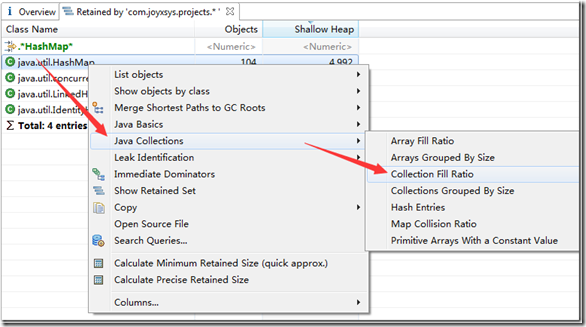 Overview Retained by 'com.joyxsys.projects.*'
Class Name Objects Shallow Heap
.*HashMap* <Numeric> <Numeric>
java.util.HashMap 104 4,992
java.util.concurre
java.util.LinkedH
java.util.Identity
Total: 4 entries
List objects
Show objects by class
Merge Shortest Paths to GC Roots
Java Basics
Java Collections
Leak Identification
Immediate Dominators
Show Retained Set
Copy
Open Source File
Search Queries...
Calculate Minimum Retained Size (quick approx.)
Calculate Precise Retained Size
Columns...
Array Fill Ratio
Arrays Grouped By Size
Collection Fill Ratio
Collections Grouped By Size
Hash Entries
Map Collision Ratio
Primitive Arrays With a Constant Value